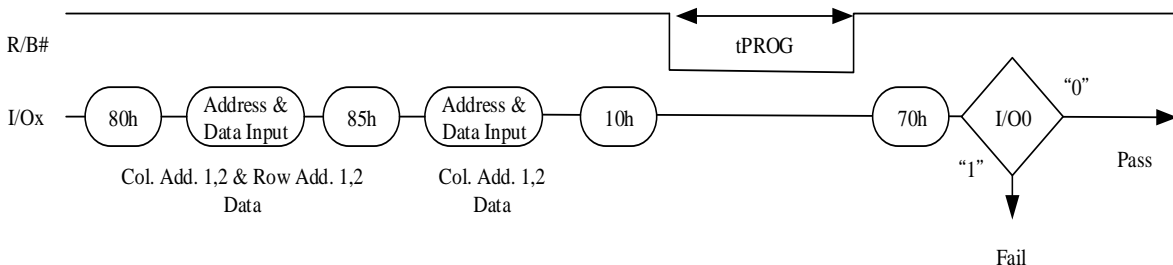 R/B#
tPROG
I/Ox
80h
Address &
Data Input
85h
Address &
Data Input
10h
70h
I/O0
“0”
“1”
Pass
Col. Add. 1,2 & Row Add. 1,2
Data
Col. Add. 1,2
Data
Fail